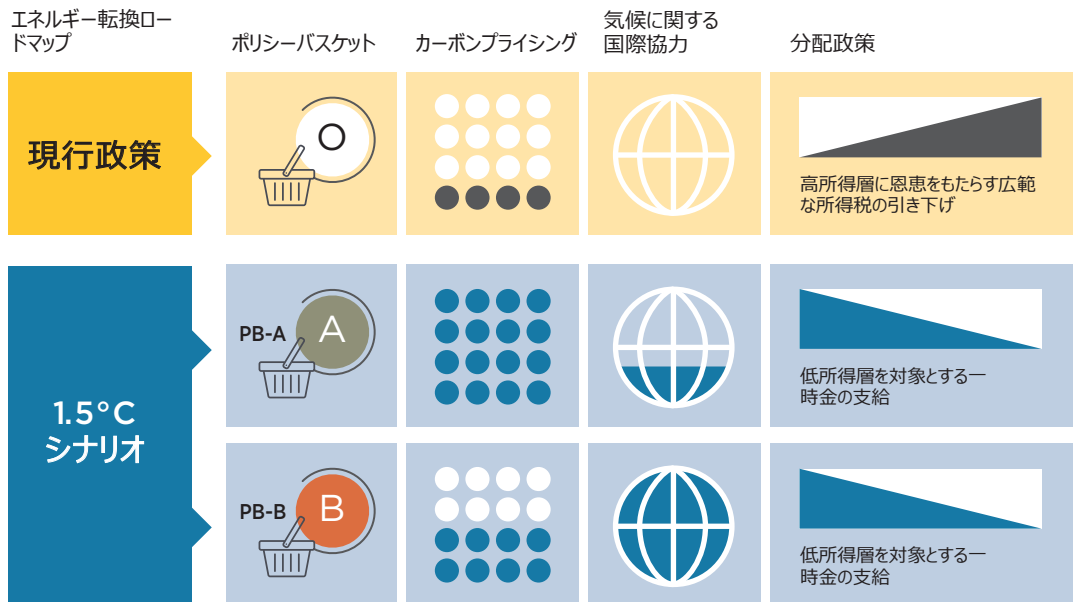 エネルギー転換ロー
ドマップ
ポリシーバスケット
カーボンプライシング
気候に関する
国際協力
分配政策
現行政策
O
高所得層に恩恵をもたらす広範
な所得税の引き下げ
1.5°C
シナリオ
PB-A
A
低所得層を対象とする一
時金の支給
PB-B
B
低所得層を対象とする一
時金の支給